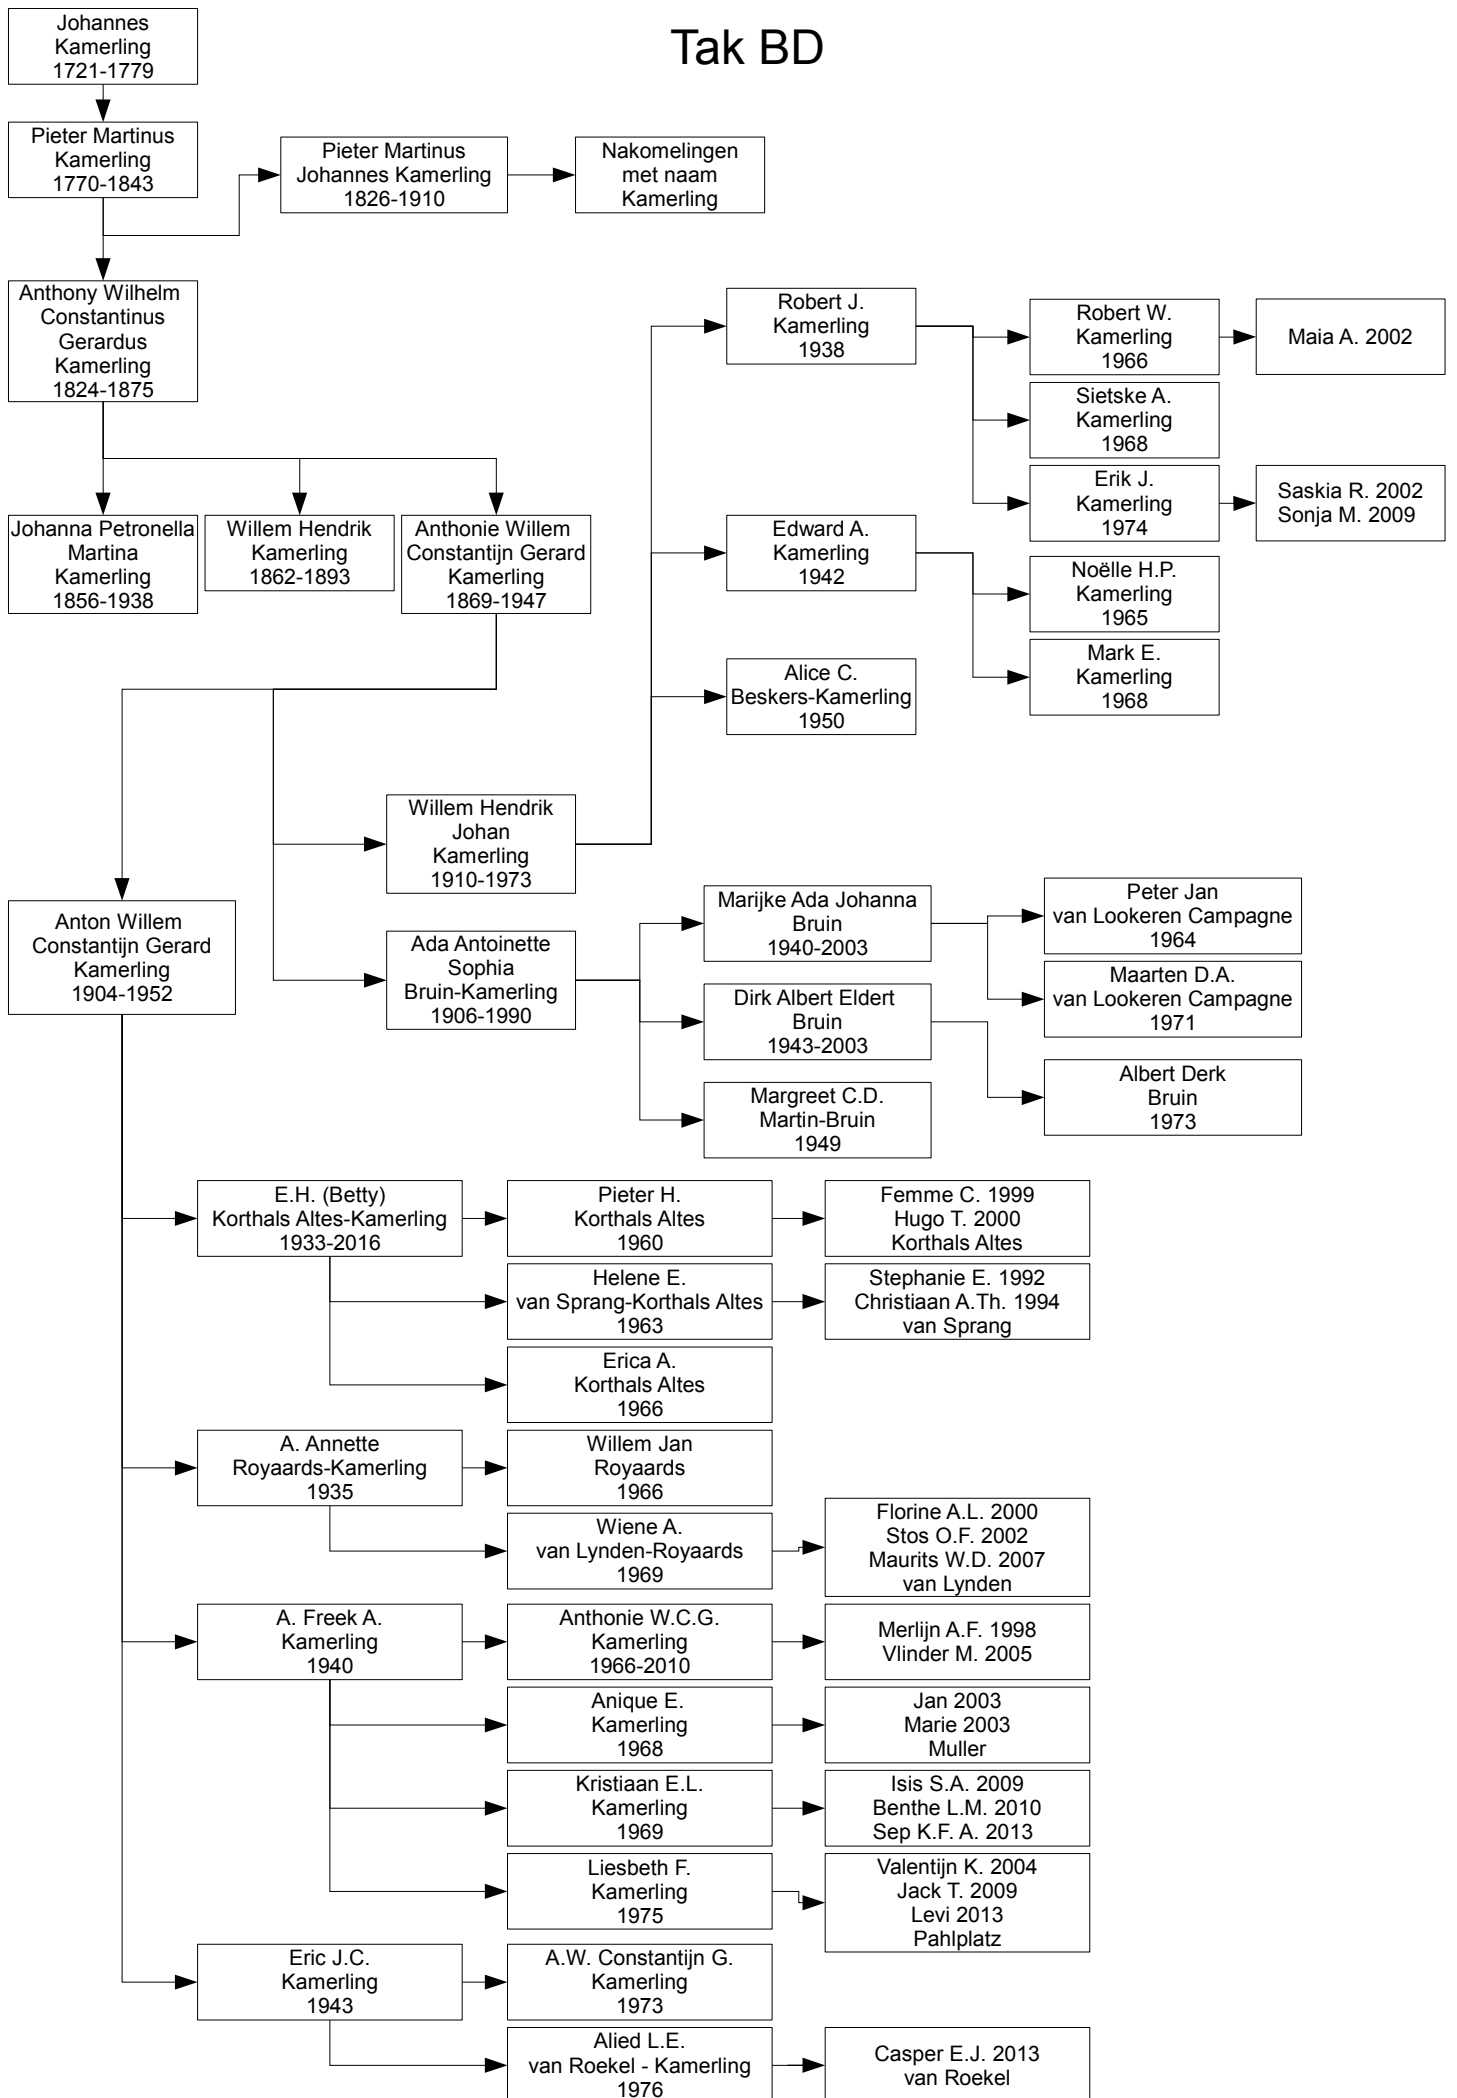 Tak BD
Johannes
Kamerling
1721-1779
Pieter Martinus
Kamerling
1770-1843
Pieter Martinus
Johannes Kamerling
1826-1910
Nakomelingen
met naam
Kamerling
Anthony Wilhelm
Constantinus
Gerardus
Kamerling
1824-1875
Johanna Petronella
Martina
Kamerling
1856-1938
Willem Hendrik
Kamerling
1862-1893
Anthonie Willem
Constantijn Gerard
Kamerling
1869-1947
Robert J.
Kamerling
1938
Robert W.
Kamerling
1966
Maia A. 2002
Sietske A.
Kamerling
1968
Erik J.
Kamerling
1974
Saskia R. 2002
Sonja M. 2009
Edward A.
Kamerling
1942
Noëlle H.P.
Kamerling
1965
Mark E.
Kamerling
1968
Alice C.
Beskers-Kamerling
1950
Willem Hendrik
Johan
Kamerling
1910-1973
Anton Willem
Constantijn Gerard
Kamerling
1904-1952
Ada Antoinette
Sophia
Bruin-Kamerling
1906-1990
Marijke Ada Johanna
Bruin
1940-2003
Peter Jan
van Lookeren Campagne
1964
Maarten D.A.
van Lookeren Campagne
1971
Dirk Albert Eldert
Bruin
1943-2003
Albert Derk
Bruin
1973
Margreet C.D.
Martin-Bruin
1949
E.H. (Betty)
Korthals Altes-Kamerling
1933-2016
Pieter H.
Korthals Altes
1960
Femme C. 1999
Hugo T. 2000
Korthals Altes
Helene E.
van Sprang-Korthals Altes
1963
Stephanie E. 1992
Christiaan A.Th. 1994
van Sprang
Erica A.
Korthals Altes
1966
A. Annette
Royaards-Kamerling
1935
Willem Jan
Royaards
1966
Wiene A.
van Lynden-Royaards
1969
Florine A.L. 2000
Stos O.F. 2002
Maurits W.D. 2007
van Lynden
A. Freek A.
Kamerling
1940
Anthonie W.C.G.
Kamerling
1966-2010
Merlijn A.F. 1998
Vlinder M. 2005
Anique E.
Kamerling
1968
Jan 2003
Marie 2003
Muller
Kristiaan E.L.
Kamerling
1969
Isis S.A. 2009
Benthe L.M. 2010
Sep K.F. A. 2013
Liesbeth F.
Kamerling
1975
Valentijn K. 2004
Jack T. 2009
Levi 2013
Pahlplatz
Eric J.C.
Kamerling
1943
A.W. Constantijn G.
Kamerling
1973
Alied L.E.
van Roekel - Kamerling
1976
Casper E.J. 2013
van Roekel